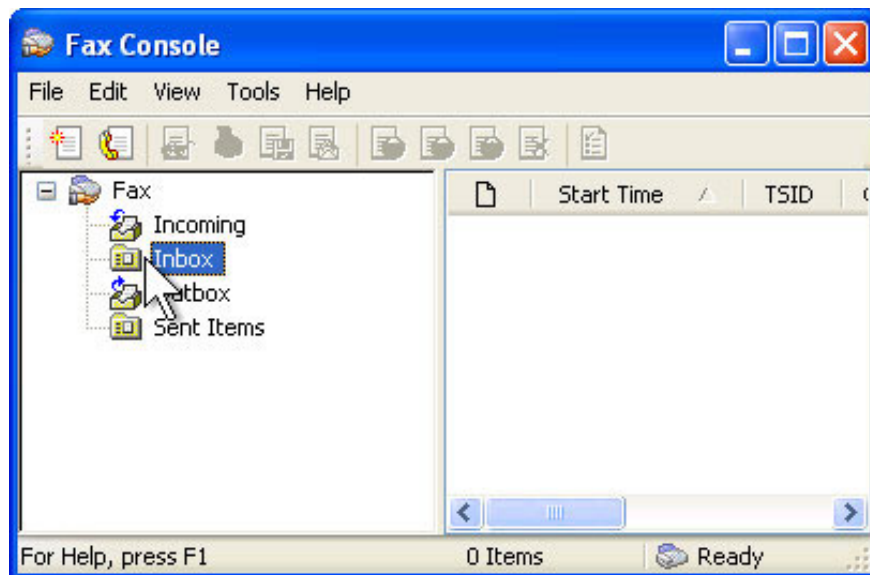 Fax Console
File Edit View Tools Help
Fax
Start Time TSID
Incoming
Inbox
Sent Items
For Help, press F1 0 Items Ready